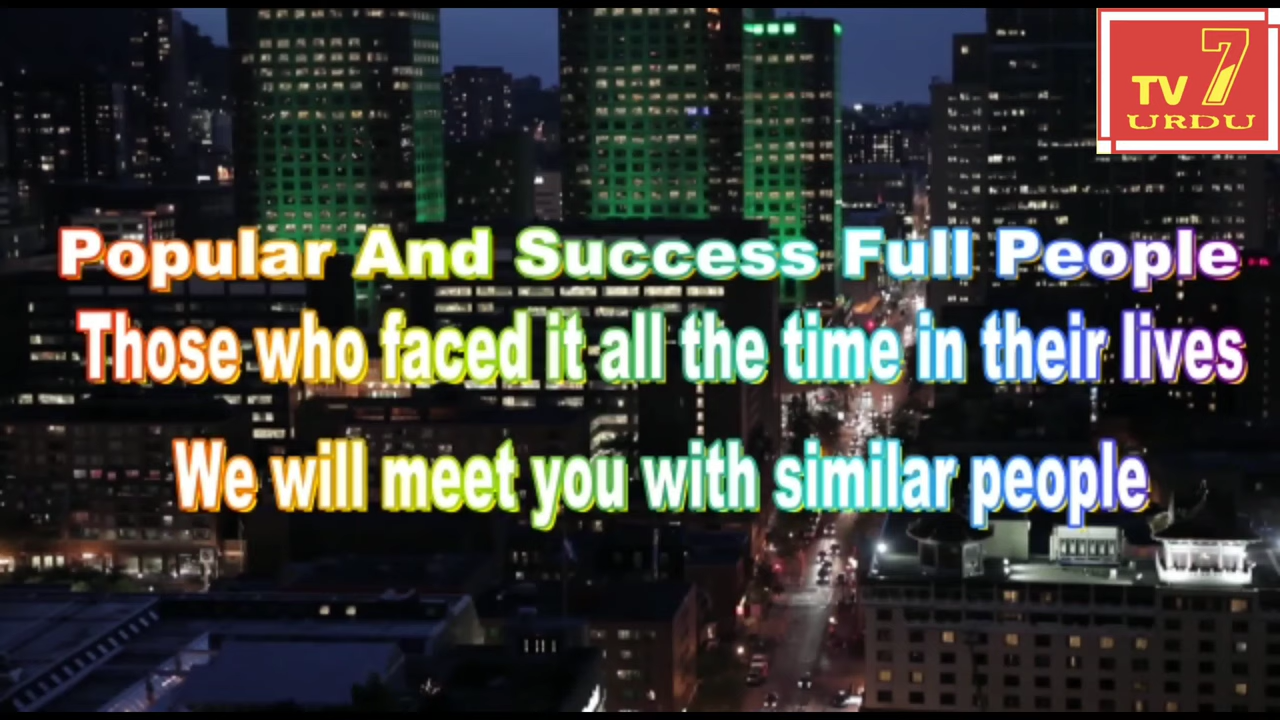 TV 7
URDU
Popular And Success Full People
Those who faced it all the time in their lives
We will meet you with similar people